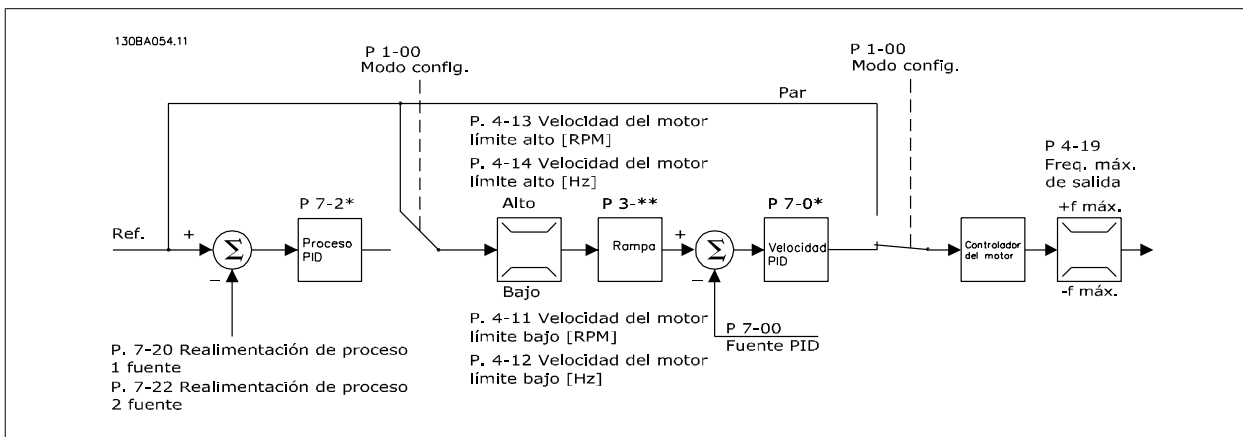 130BA054.11
P 1-00
Modo config.
P 1-00
Modo config.
Par
P. 4-13 Velocidad del motor
límite alto [RPM]
P. 4-14 Velocidad del motor
límite alto [Hz]
P 4-19
Freq. máx.
de salida
P 7-2*
Alto
P 3-**
P 7-0*
+f máx.
Ref.
+
Σ
−
Proceso
PID
Rampa
+
Σ
−
Velocidad
PID
Controlador
del motor
Bajo
-f máx.
P. 4-11 Velocidad del motor
límite bajo [RPM]
P. 4-12 Velocidad del motor
límite bajo [Hz]
P 7-00
Fuente PID
P. 7-20 Realimentación de proceso
1 fuente
P. 7-22 Realimentación de proceso
2 fuente